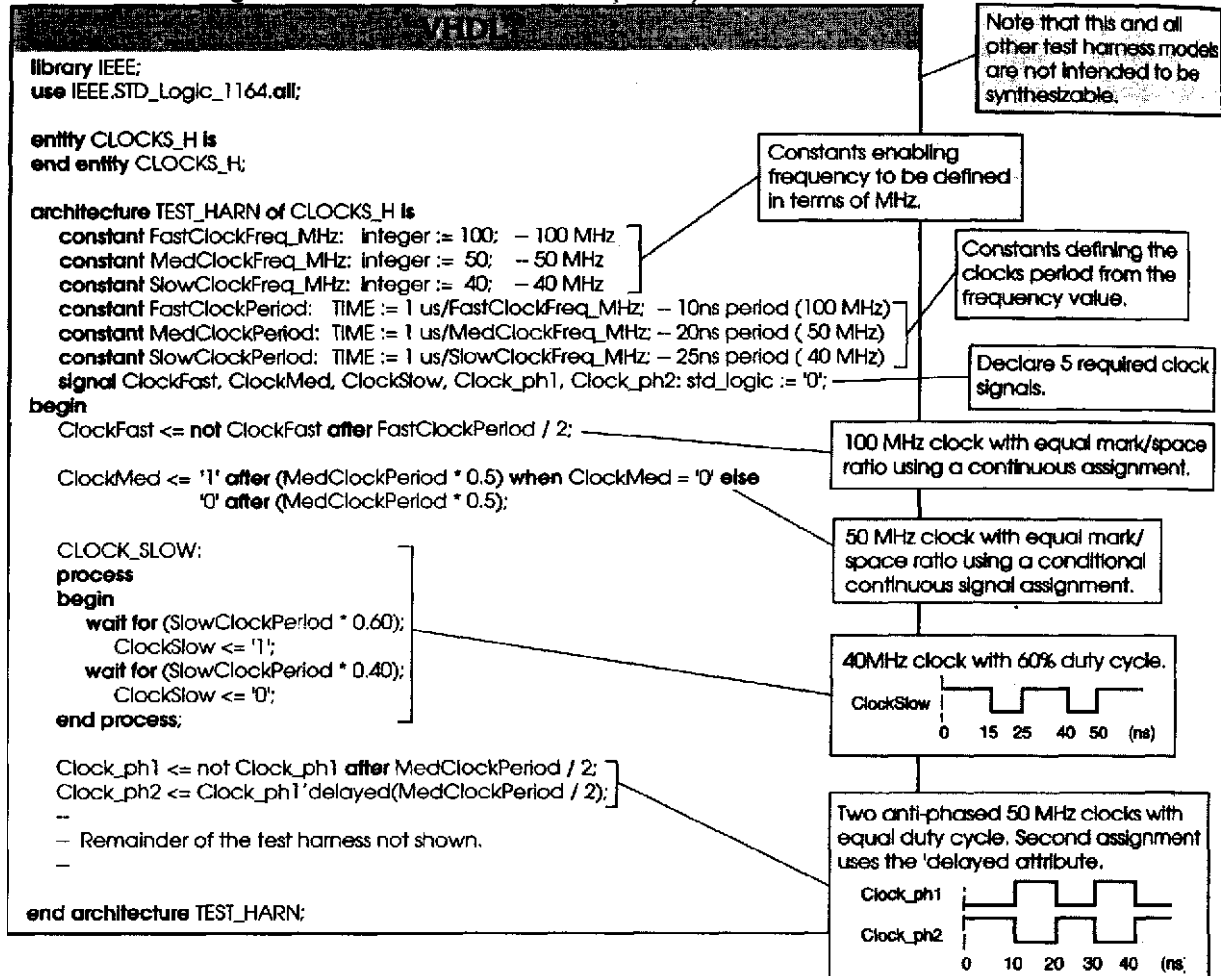 VHDL
library IEEE;
use IEEE.STD_Logic_1164.all;
entity CLOCKS_H is
end entity CLOCKS_H;
architecture TEST_HARN of CLOCKS_H is
constant FastClockFreq_MHz: integer := 100; – 100 MHz
constant MedClockFreq_MHz: integer := 50; -- 50 MHz
constant SlowClockFreq_MHz: integer := 40; – 40 MHz
constant FastClockPeriod: TIME := 1 us/FastClockFreq_MHz; – 10ns period (100 MHz)
constant MedClockPeriod: TIME := 1 us/MedClockFreq_MHz; – 20ns period ( 50 MHz)
constant SlowClockPeriod: TIME := 1 us/SlowClockFreq_MHz; – 25ns period ( 40 MHz)
signal ClockFast, ClockMed, ClockSlow, Clock_ph1, Clock_ph2: std_logic := '0';
begin
ClockFast <= not ClockFast after FastClockPeriod / 2;
ClockMed <= '1' after (MedClockPeriod * 0.5) when ClockMed = '0' else
'0' after (MedClockPeriod * 0.5);
CLOCK_SLOW:
process
begin
wait for (SlowClockPeriod * 0.60);
ClockSlow <= '1';
wait for (SlowClockPeriod * 0.40);
ClockSlow <= '0';
end process;
Clock_ph1 <= not Clock_ph1 after MedClockPeriod / 2;
Clock_ph2 <= Clock_ph1'delayed(MedClockPeriod / 2);
--
– Remainder of the test harness not shown.
–
end architecture TEST_HARN;
Note that this and all
other test harness models
are not intended to be
synthesizable.
Constants enabling
frequency to be defined
in terms of MHz.
Constants defining the
clocks period from the
frequency value.
Declare 5 required clock
signals.
100 MHz clock with equal mark/space
ratio using a continuous assignment.
50 MHz clock with equal mark/
space ratio using a conditional
continuous signal assignment.
40MHz clock with 60% duty cycle.
ClockSlow
0 15 25 40 50 (ns)
Two anti-phased 50 MHz clocks with
equal duty cycle. Second assignment
uses the 'delayed attribute.
Clock_ph1
Clock_ph2
0 10 20 30 40 (ns